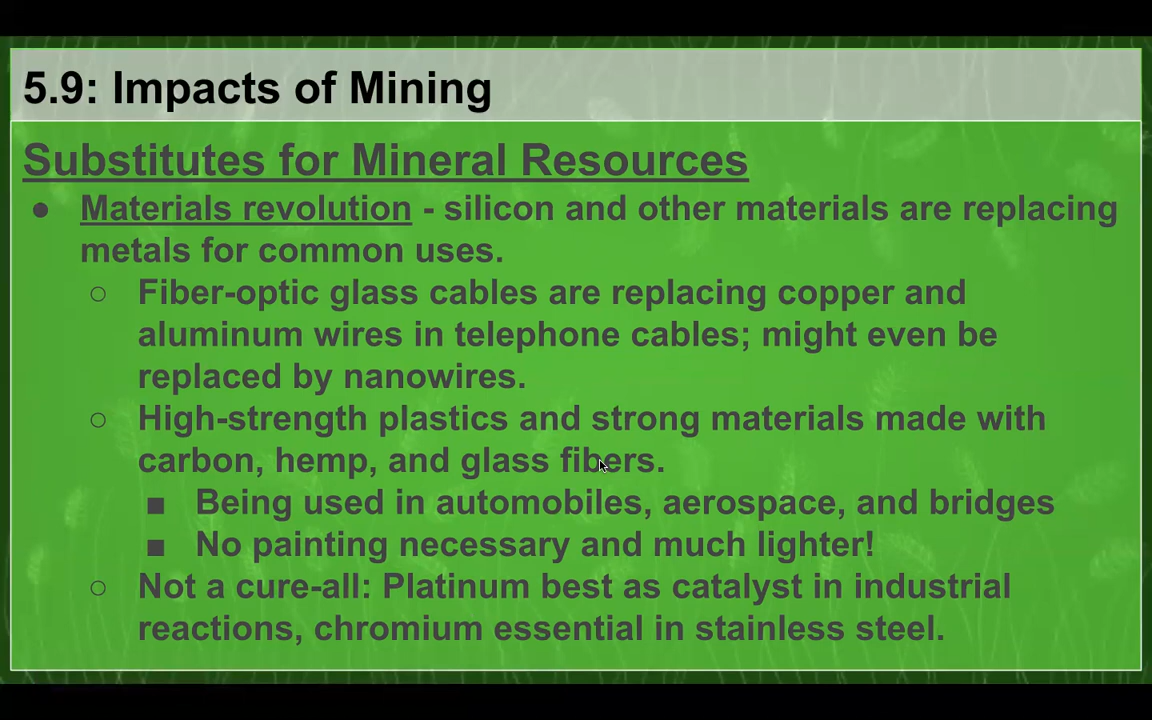 5.9: Impacts of Mining
Substitutes for Mineral Resources
● Materials revolution - silicon and other materials are replacing
metals for common uses.
○ Fiber-optic glass cables are replacing copper and
aluminum wires in telephone cables; might even be
replaced by nanowires.
○ High-strength plastics and strong materials made with
carbon, hemp, and glass fibers.
■ Being used in automobiles, aerospace, and bridges
■ No painting necessary and much lighter!
○ Not a cure-all: Platinum best as catalyst in industrial
reactions, chromium essential in stainless steel.